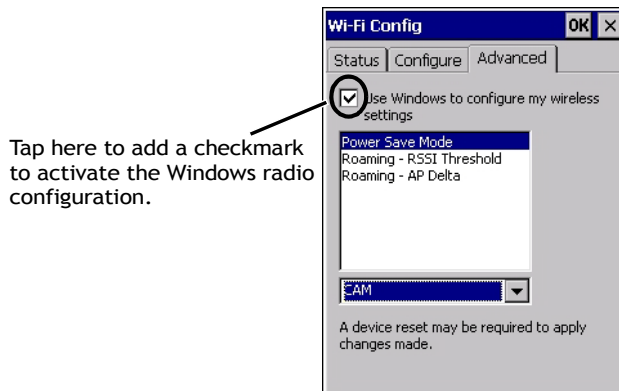 Wi-Fi Config OK ×
Status Configure Advanced
Use Windows to configure my wireless
settings
Tap here to add a checkmark
to activate the Windows radio
configuration.
Power Save Mode
Roaming - RSSI Threshold
Roaming - AP Delta
CAM
A device reset may be required to apply
changes made.